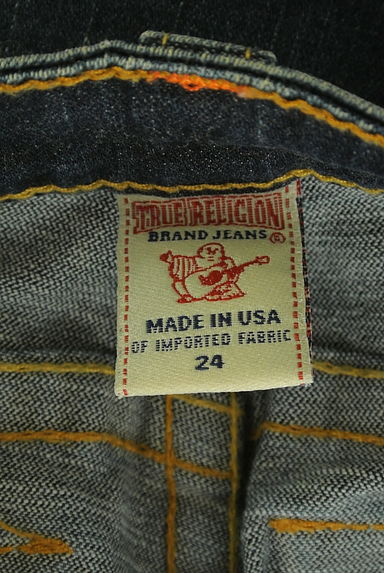 TRUE RELIGION
BRAND JEANS ®
MADE IN USA
OF IMPORTED FABRIC
24